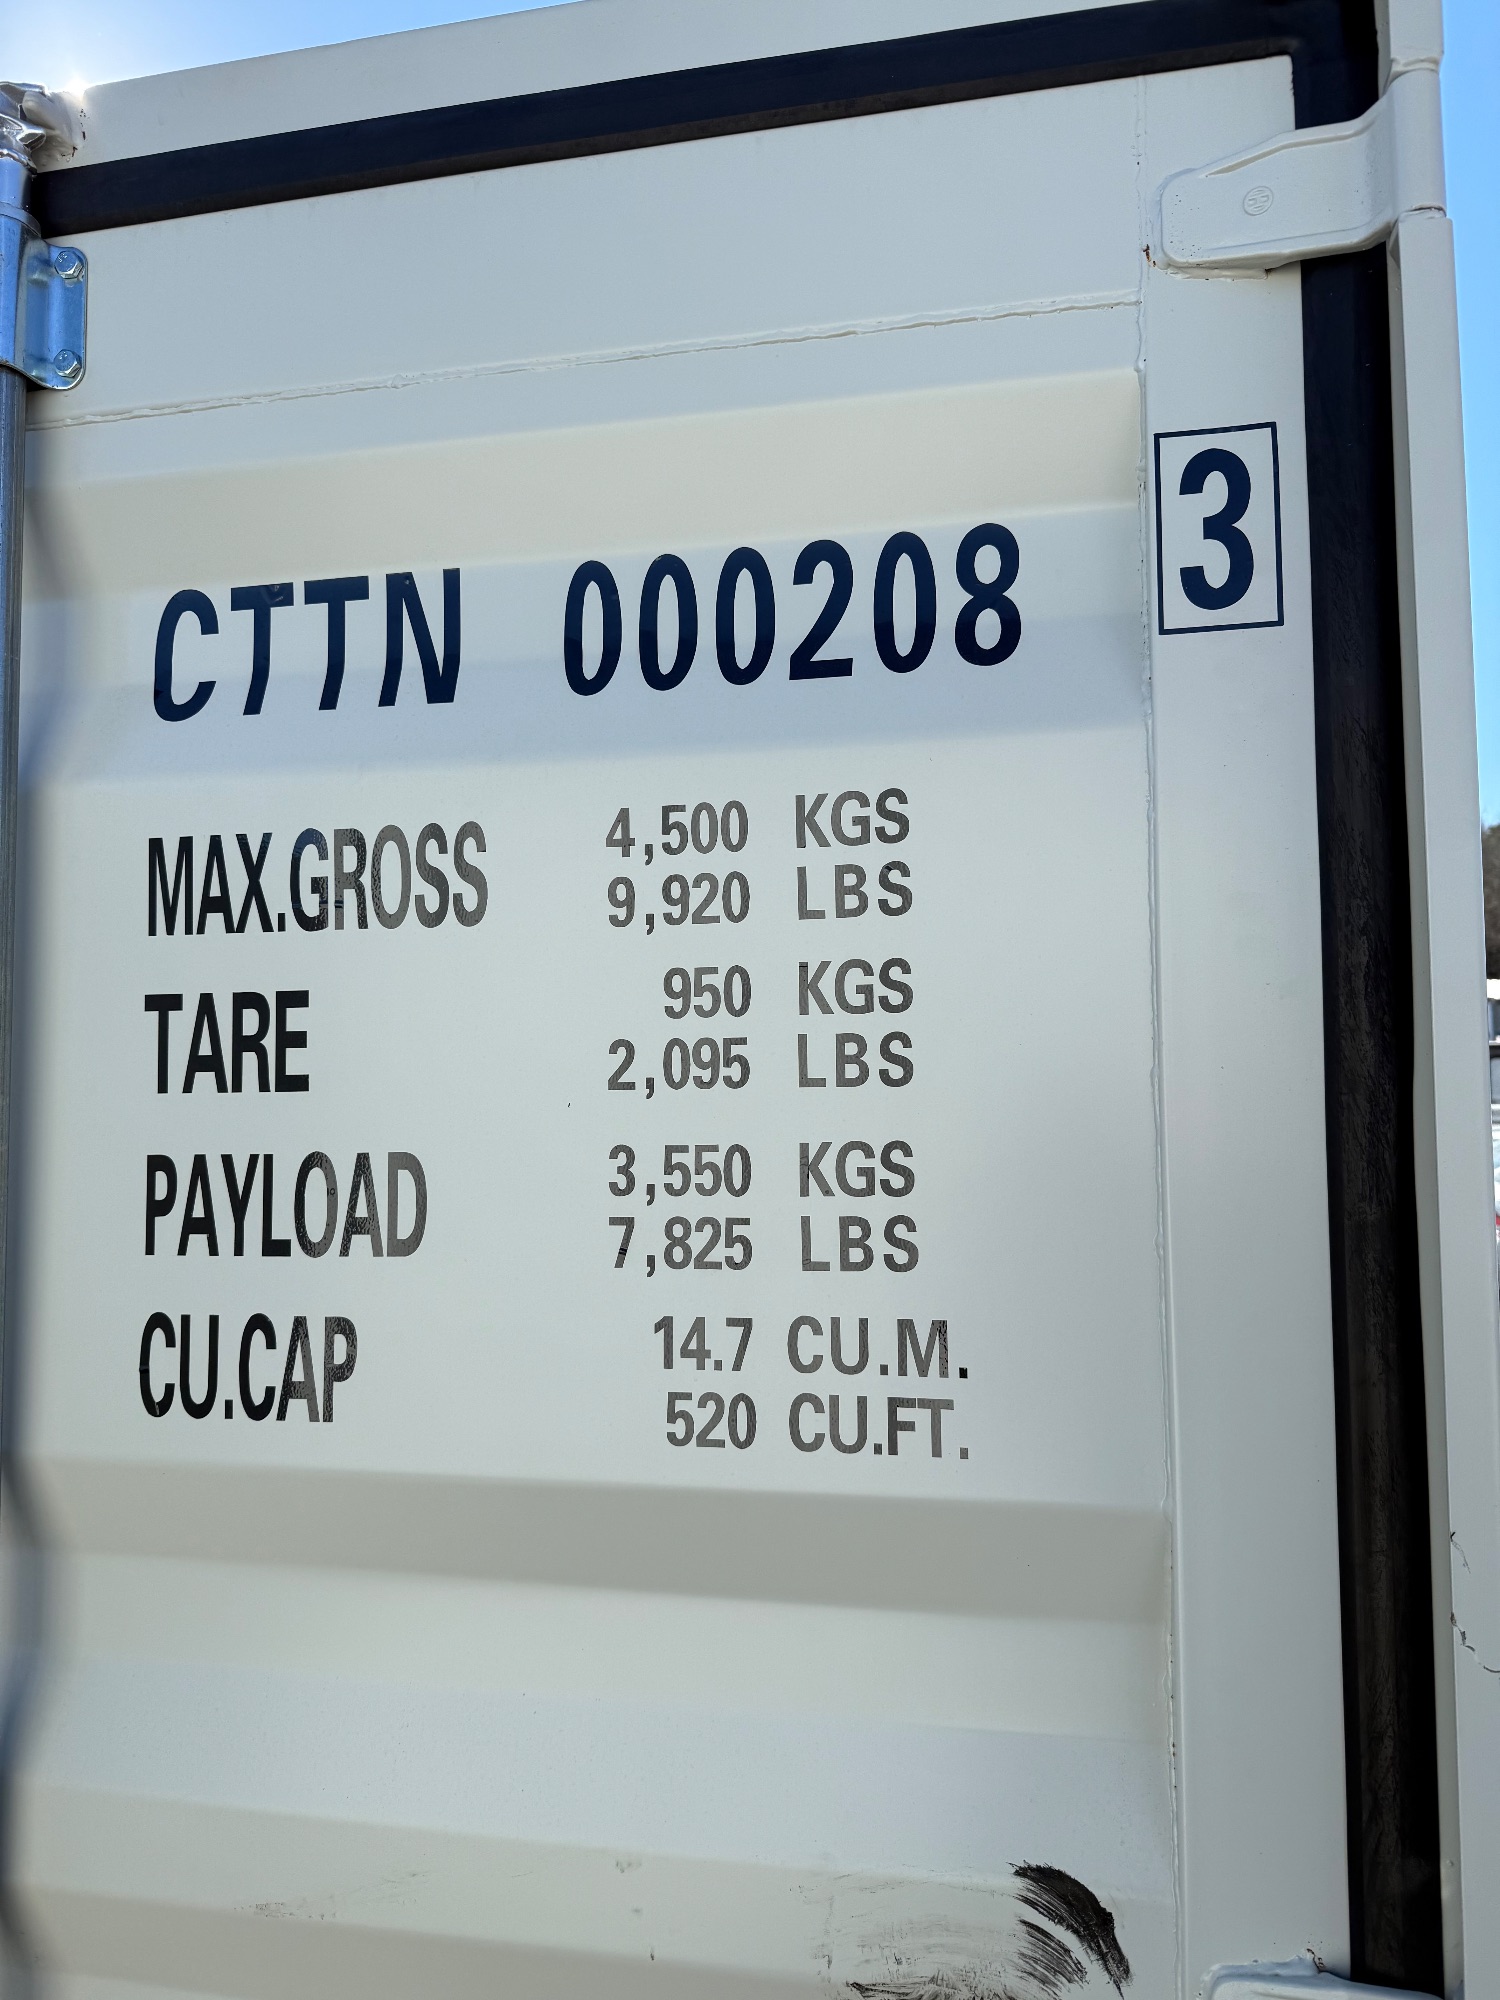 CTTN 000208 3
MAX.GROSS 4,500 KGS
9,920 LBS
TARE 950 KGS
2,095 LBS
PAYLOAD 3,550 KGS
7,825 LBS
CU.CAP 14.7 CU.M.
520 CU.FT.